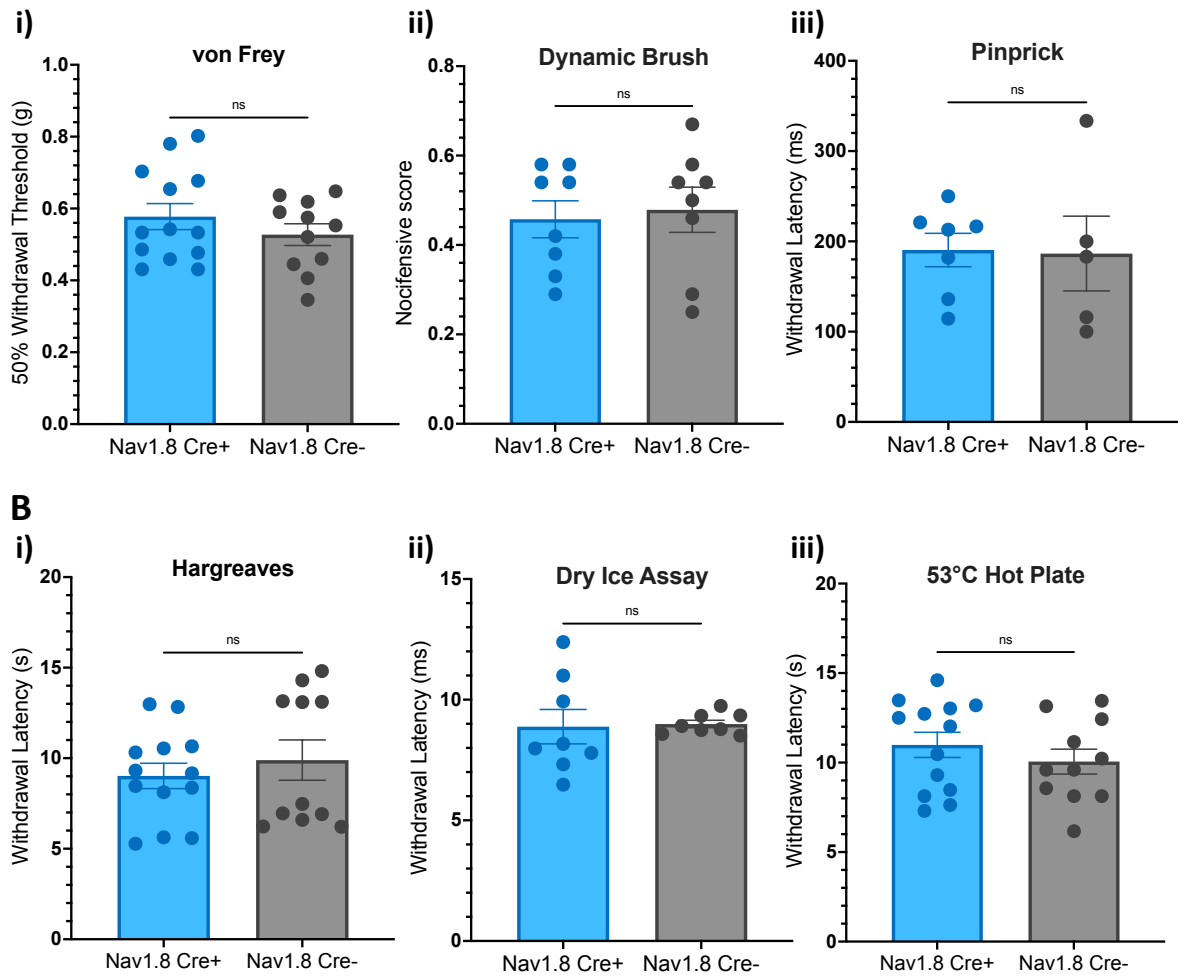 i)
von Frey
1.0
0.8
0.6
0.4
0.2
0.0
50% Withdrawal Threshold (g)
ns
Nav1.8 Cre+
Nav1.8 Cre-
ii)
Dynamic Brush
0.8
0.6
0.4
0.2
0.0
Nocifensive score
ns
Nav1.8 Cre+
Nav1.8 Cre-
iii)
Pinprick
400
300
200
100
0
Withdrawal Latency (ms)
ns
Nav1.8 Cre+
Nav1.8 Cre-
B
i)
Hargreaves
20
15
10
5
0
Withdrawal Latency (s)
ns
Nav1.8 Cre+
Nav1.8 Cre-
ii)
Dry Ice Assay
15
10
5
0
Withdrawal Latency (ms)
ns
Nav1.8 Cre+
Nav1.8 Cre-
iii)
53°C Hot Plate
20
15
10
5
0
Withdrawal Latency (s)
ns
Nav1.8 Cre+
Nav1.8 Cre-